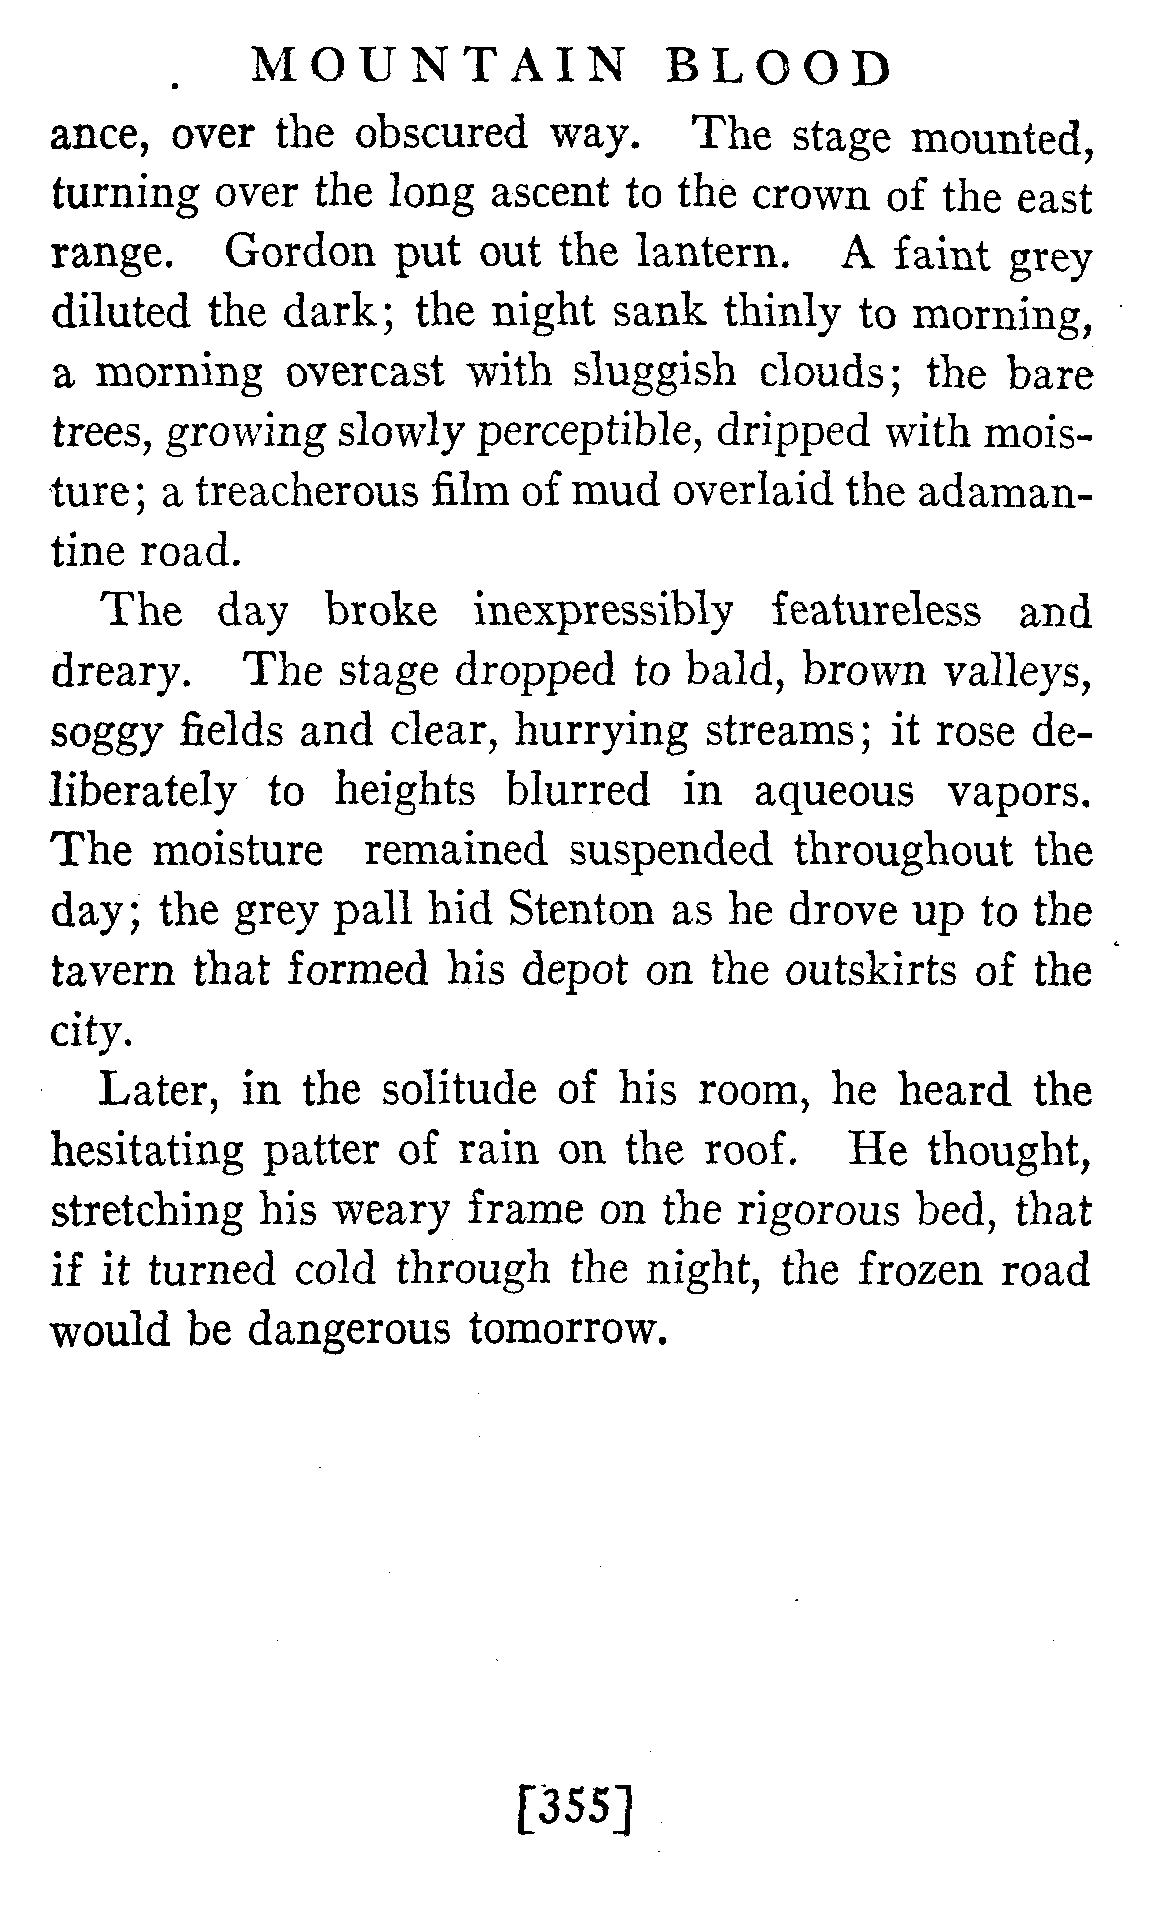 MOUNTAIN BLOOD
ance, over the obscured way. The stage mounted,
turning over the long ascent to the crown of the east
range. Gordon put out the lantern. A faint grey
diluted the dark; the night sank thinly to morning,
a morning overcast with sluggish clouds; the bare
trees, growing slowly perceptible, dripped with mois-
ture; a treacherous film of mud overlaid the adaman-
tine road.
The day broke inexpressibly featureless and
dreary. The stage dropped to bald, brown valleys,
soggy fields and clear, hurrying streams; it rose de-
liberately to heights blurred in aqueous vapors.
The moisture remained suspended throughout the
day; the grey pall hid Stenton as he drove up to the
tavern that formed his depot on the outskirts of the
city.
Later, in the solitude of his room, he heard the
hesitating patter of rain on the roof. He thought,
stretching his weary frame on the rigorous bed, that
if it turned cold through the night, the frozen road
would be dangerous tomorrow.
[355]